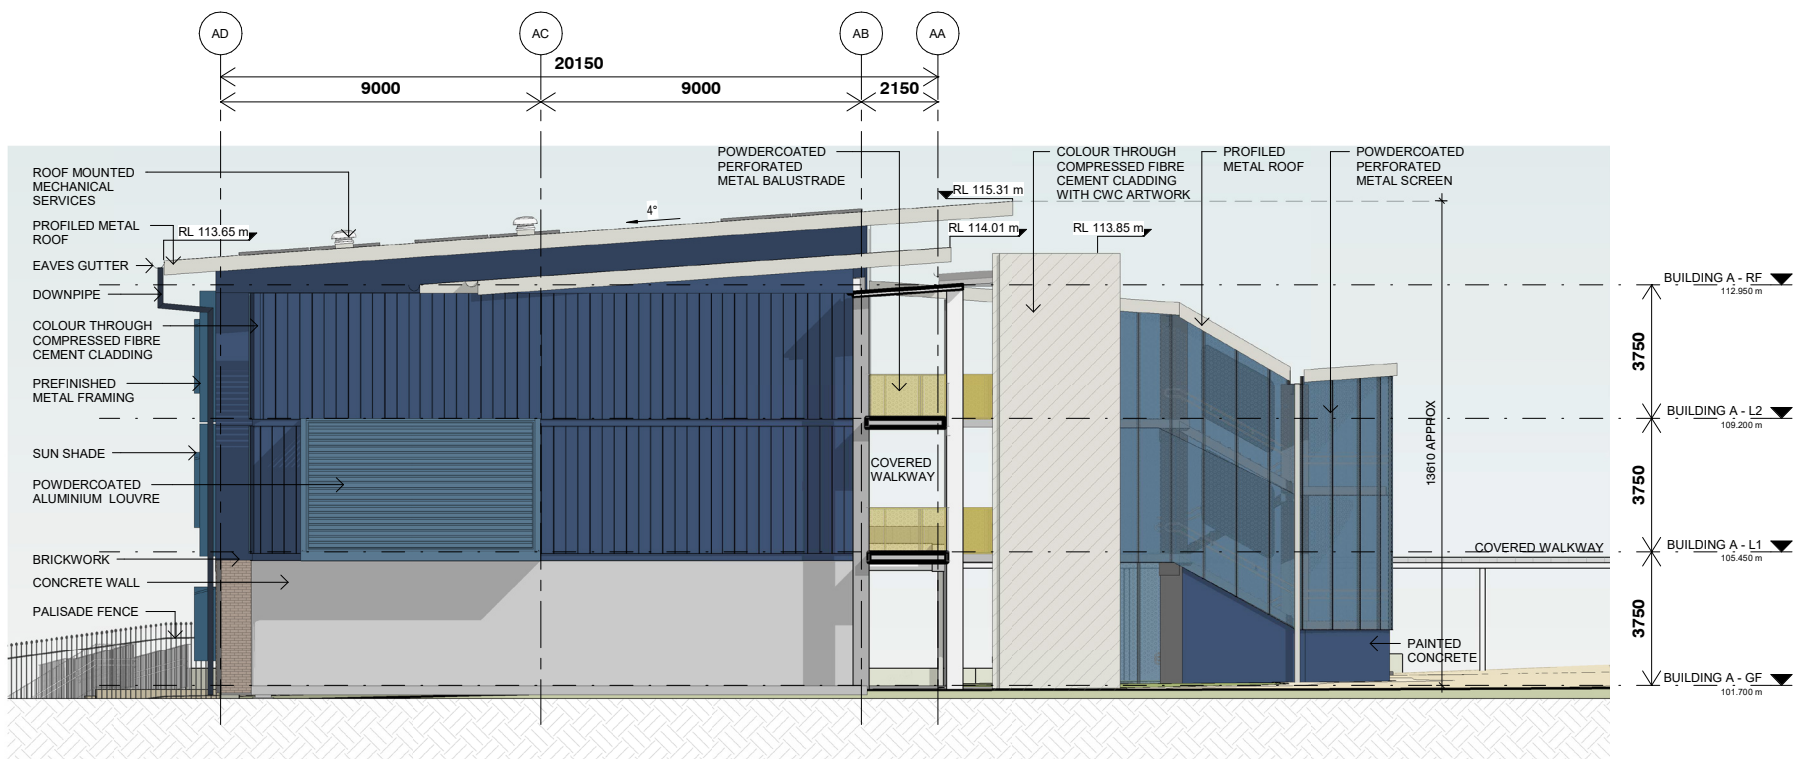 AD
AC
AB
AA
20150
9000
9000
2150
ROOF MOUNTED
MECHANICAL
SERVICES
PROFILED METAL
ROOF
RL 113.65 m
EAVES GUTTER
DOWNPIPE
COLOUR THROUGH
COMPRESSED FIBRE
CEMENT CLADDING
PREFINISHED
METAL FRAMING
SUN SHADE
POWDERCOATED
ALUMINIUM LOUVRE
BRICKWORK
CONCRETE WALL
PALISADE FENCE
4°
POWDERCOATED
PERFORATED
METAL BALUSTRADE
RL 115.31 m
RL 114.01 m
COLOUR THROUGH
COMPRESSED FIBRE
CEMENT CLADDING
WITH CWC ARTWORK
RL 113.85 m
PROFILED
METAL ROOF
POWDERCOATED
PERFORATED
METAL SCREEN
COVERED
WALKWAY
13610 APPROX
COVERED WALKWAY
PAINTED
CONCRETE
BUILDING A - RF
112.950 m
3750
BUILDING A - L2
109.200 m
3750
BUILDING A - L1
105.450 m
3750
BUILDING A - GF
101.700 m